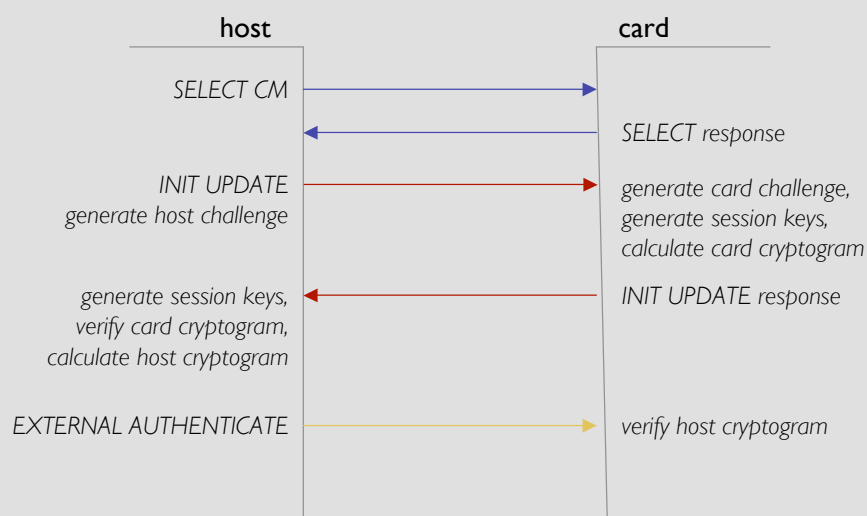 host
card
SELECT CM
SELECT response
INIT UPDATE
generate host challenge
generate card challenge,
generate session keys,
calculate card cryptogram
generate session keys,
verify card cryptogram,
calculate host cryptogram
INIT UPDATE response
EXTERNAL AUTHENTICATE
verify host cryptogram